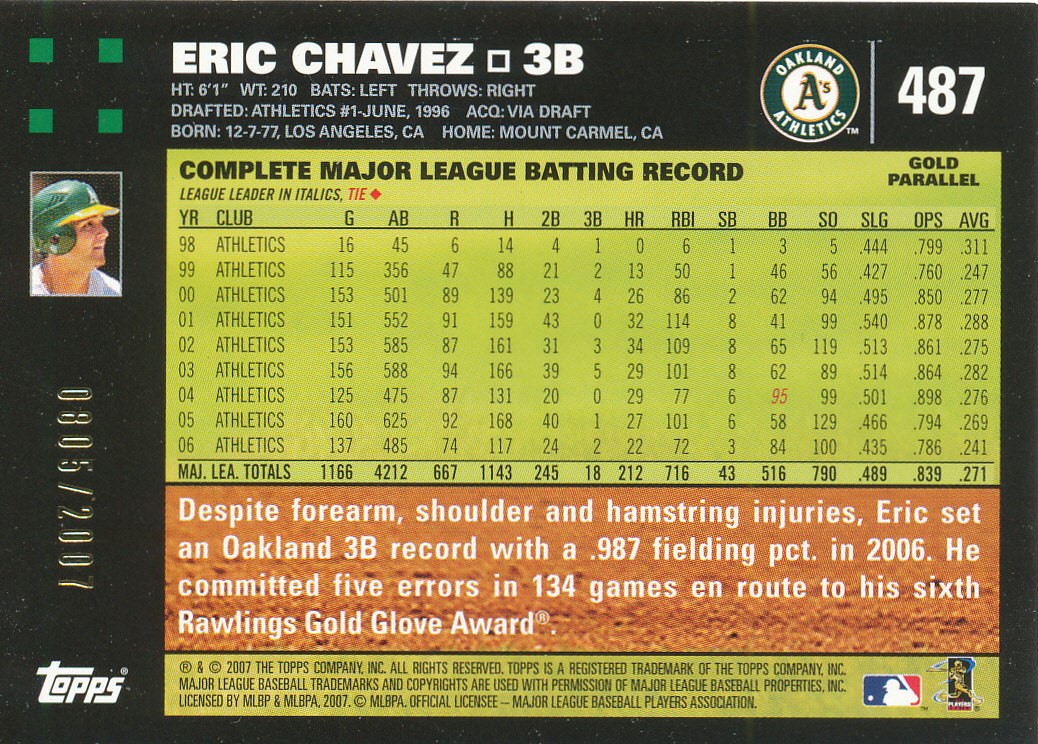 ERIC CHAVEZ □ 3B
HT: 6'1" WT: 210 BATS: LEFT THROWS: RIGHT
DRAFTED: ATHLETICS #1-JUNE, 1996 ACQ: VIA DRAFT
BORN: 12-7-77, LOS ANGELES, CA HOME: MOUNT CARMEL, CA
OAKLAND
A's
ATHLETICS
TM
487
COMPLETE MAJOR LEAGUE BATTING RECORD
GOLD
PARALLEL
LEAGUE LEADER IN ITALICS, TIE ◆
YR CLUB G AB R H 2B 3B HR RBI SB BB SO SLG OPS AVG
98 ATHLETICS 16 45 6 14 4 1 0 6 1 3 5 .444 .799 .311
99 ATHLETICS 115 356 47 88 21 2 13 50 1 46 56 .427 .760 .247
00 ATHLETICS 153 501 89 139 23 4 26 86 2 62 94 .495 .850 .277
01 ATHLETICS 151 552 91 159 43 0 32 114 8 41 99 .540 .878 .288
02 ATHLETICS 153 585 87 161 31 3 34 109 8 65 119 .513 .861 .275
03 ATHLETICS 156 588 94 166 39 5 29 101 8 62 89 .514 .864 .282
04 ATHLETICS 125 475 87 131 20 0 29 77 6 95 99 .501 .898 .276
05 ATHLETICS 160 625 92 168 40 1 27 101 6 58 129 .466 .794 .269
06 ATHLETICS 137 485 74 117 24 2 22 72 3 84 100 .435 .786 .241
MAJ. LEA. TOTALS 1166 4212 667 1143 245 18 212 716 43 516 790 .489 .839 .271
0805/2007
Despite forearm, shoulder and hamstring injuries, Eric set
an Oakland 3B record with a .987 fielding pct. in 2006. He
committed five errors in 134 games en route to his sixth
Rawlings Gold Glove Award®.
topps®
® & © 2007 THE TOPPS COMPANY, INC. ALL RIGHTS RESERVED. TOPPS IS A REGISTERED TRADEMARK OF THE TOPPS COMPANY, INC.
MAJOR LEAGUE BASEBALL TRADEMARKS AND COPYRIGHTS ARE USED WITH PERMISSION OF MAJOR LEAGUE BASEBALL PROPERTIES, INC.
LICENSED BY MLBP & MLBPA, 2007. © MLBPA. OFFICIAL LICENSEE – MAJOR LEAGUE BASEBALL PLAYERS ASSOCIATION.
TM
PLAYERS